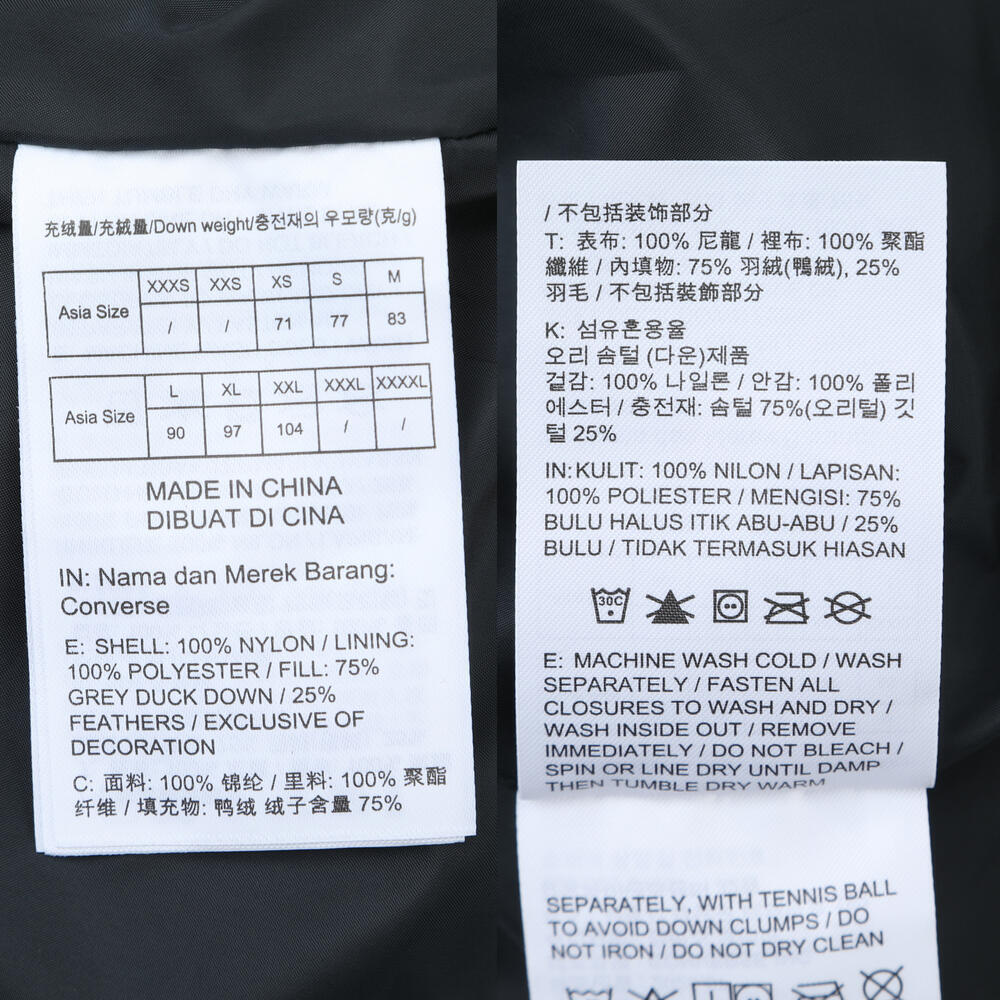 充绒量/充絨量/Down weight/충전재의 우모량(克/g)
Asia Size XXXS XXS XS S M
/ / 71 77 83
Asia Size L XL XXL XXXL XXXXL
90 97 104 / /
MADE IN CHINA
DIBUAT DI CINA
IN: Nama dan Merek Barang:
Converse
E: SHELL: 100% NYLON / LINING:
100% POLYESTER / FILL: 75%
GREY DUCK DOWN / 25%
FEATHERS / EXCLUSIVE OF
DECORATION
C: 面料: 100% 锦纶 / 里料: 100% 聚酯
纤维 / 填充物: 鸭绒 绒子含量 75%
/ 不包括装饰部分
T: 表布: 100% 尼龍 / 裡布: 100% 聚酯
纖維 / 內填物: 75% 羽絨(鴨絨), 25%
羽毛 / 不包括裝飾部分
K: 섬유혼용율
오리 솜털 (다운)제품
겉감: 100% 나일론 / 안감: 100% 폴리
에스터 / 충전재: 솜털 75%(오리털) 깃
털 25%
IN:KULIT: 100% NILON / LAPISAN:
100% POLIESTER / MENGISI: 75%
BULU HALUS ITIK ABU-ABU / 25%
BULU / TIDAK TERMASUK HIASAN
30C
E: MACHINE WASH COLD / WASH
SEPARATELY / FASTEN ALL
CLOSURES TO WASH AND DRY /
WASH INSIDE OUT / REMOVE
IMMEDIATELY / DO NOT BLEACH /
SPIN OR LINE DRY UNTIL DAMP
THEN TUMBLE DRY WARM
SEPARATELY, WITH TENNIS BALL
TO AVOID DOWN CLUMPS / DO
NOT IRON / DO NOT DRY CLEAN